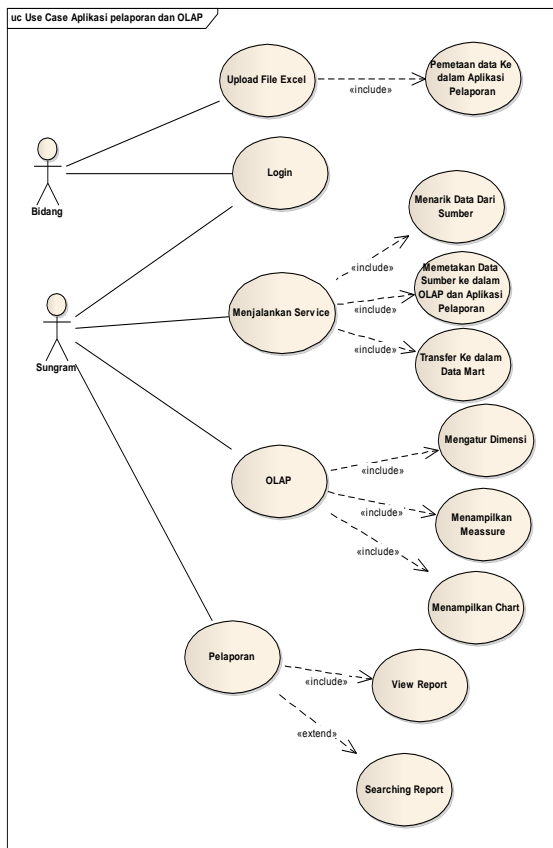 uc Use Case Aplikasi pelaporan dan OLAP
Upload File Excel
«include»
Pemetaan data Ke
dalam Aplikasi
Pelaporan
Bidang
Login
Menarik Data Dari
Sumber
«include»
Sungram
Menjalankan Service
«include»
Memetakan Data
Sumber ke dalam
OLAP dan Aplikasi
Pelaporan
«include»
Transfer Ke dalam
Data Mart
OLAP
«include»
Mengatur Dimensi
«include»
Menampilkan
Meassure
«include»
Menampilkan Chart
Pelaporan
«include»
View Report
«extend»
Searching Report